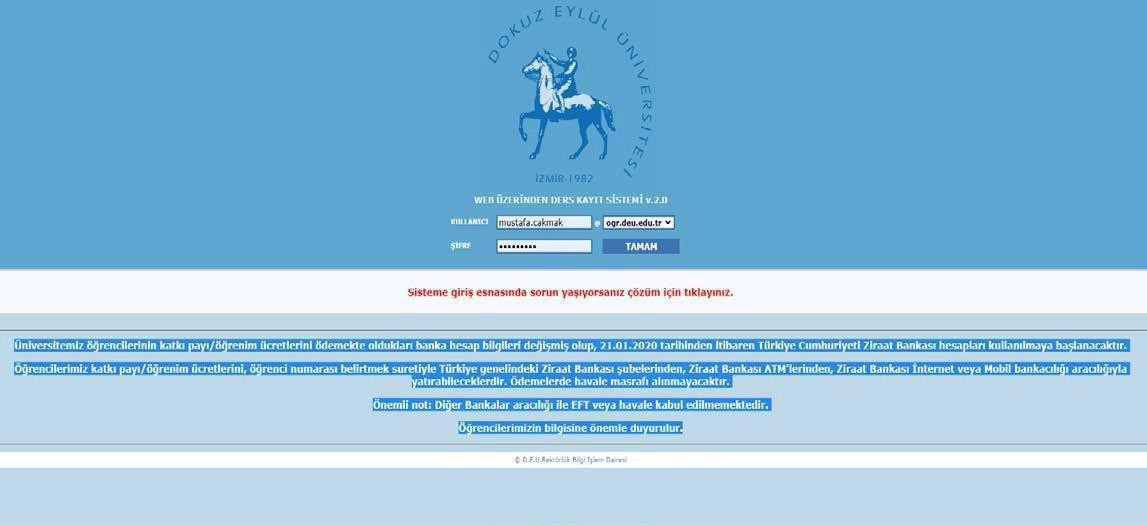 DOKUZ EYLÜL ÜNİVERSİTESİ
İZMİR-1982
WEB ÜZERİNDEN DERS KAYIT SİSTEMİ v.2.0
KULLANICI mustafa.cakmak @ ogr.deu.edu.tr
ŞİFRE ••••••••• TAMAM
Sisteme giriş esnasında sorun yaşıyorsanız çözüm için tıklayınız.
Üniversitemiz öğrencilerinin katkı payı/öğrenim ücretlerini ödemekte oldukları banka hesap bilgileri değişmiş olup, 21.01.2020 tarihinden itibaren Türkiye Cumhuriyeti Ziraat Bankası hesapları kullanılmaya başlanacaktır.
Öğrencilerimiz katkı payı/öğrenim ücretlerini, öğrenci numarası belirtmek suretiyle Türkiye genelindeki Ziraat Bankası şubelerinden, Ziraat Bankası ATM'lerinden, Ziraat Bankası İnternet veya Mobil bankacılığı aracılığıyla
yatırabileceklerdir. Ödemelerde havale masrafı alınmayacaktır.
Önemli not: Diğer Bankalar aracılığı ile EFT veya havale kabul edilmemektedir.
Öğrencilerimizin bilgisine önemle duyurulur.
© D.E.U.Rektörlük Bilgi İşlem Dairesi